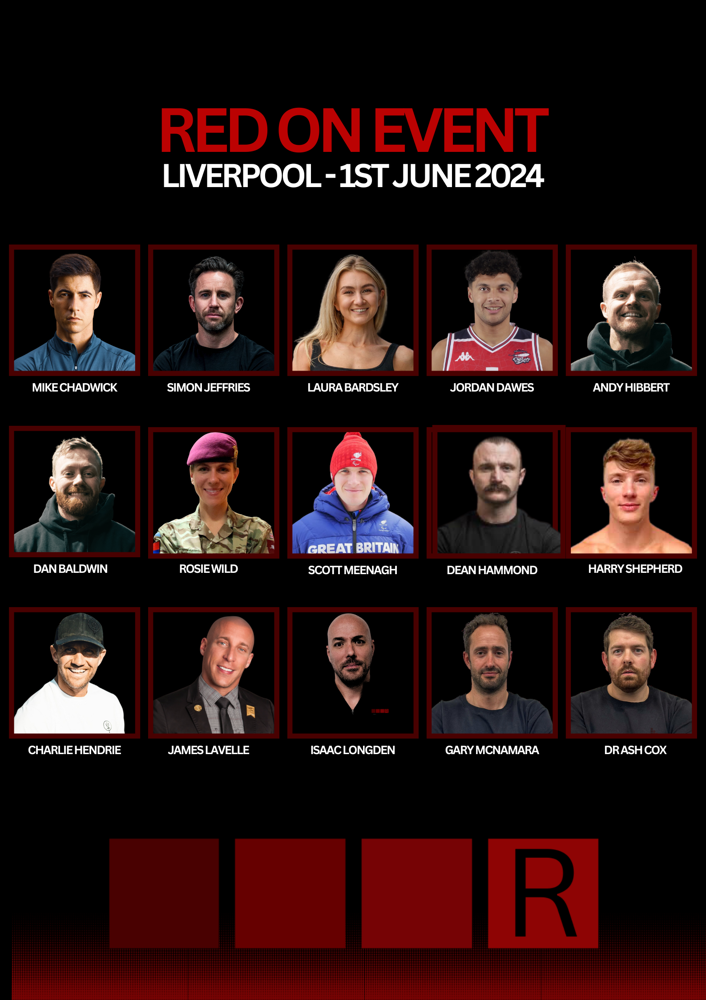 RED ON EVENT
LIVERPOOL - 1ST JUNE 2024
Rockets
MIKE CHADWICK
SIMON JEFFRIES
LAURA BARDSLEY
JORDAN DAWES
ANDY HIBBERT
GREAT BRITAIN
DAN BALDWIN
ROSIE WILD
SCOTT MEENAGH
DEAN HAMMOND
HARRY SHEPHERD
CHARLIE HENDRIE
JAMES LAVELLE
ISAAC LONGDEN
GARY MCNAMARA
DR ASH COX
R